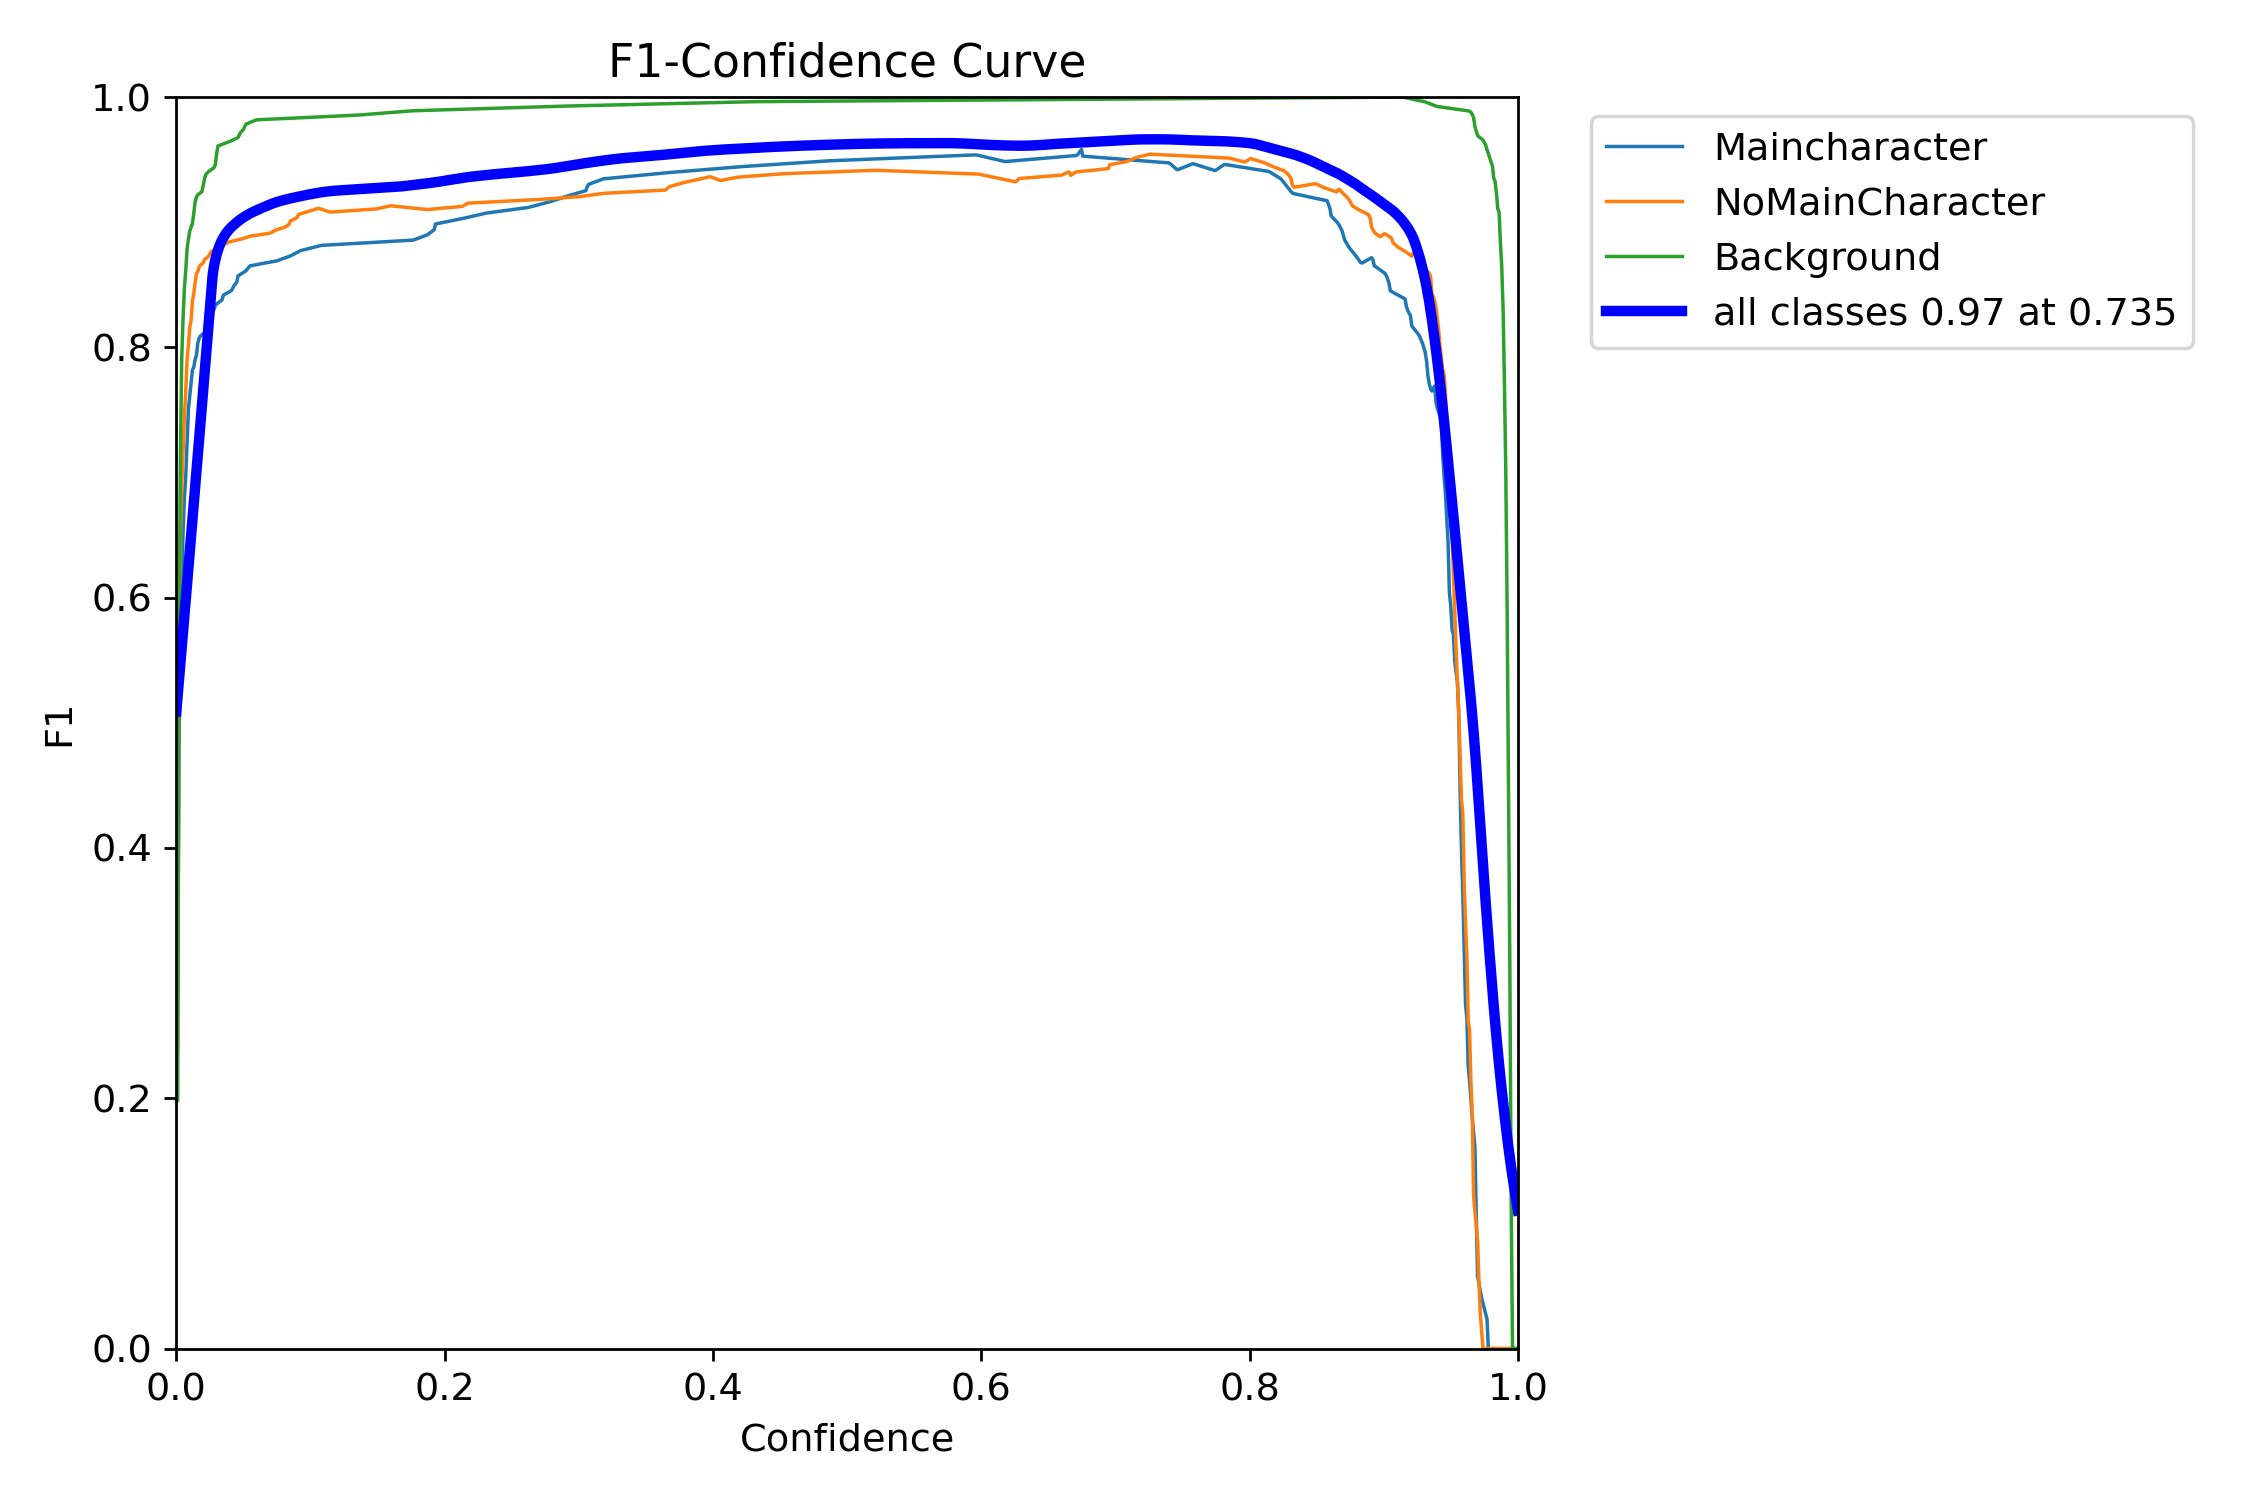 F1-Confidence Curve
1.0
0.8
0.6
0.4
0.2
0.0
F1
0.0 0.2 0.4 0.6 0.8 1.0
Confidence
Maincharacter
NoMainCharacter
Background
all classes 0.97 at 0.735